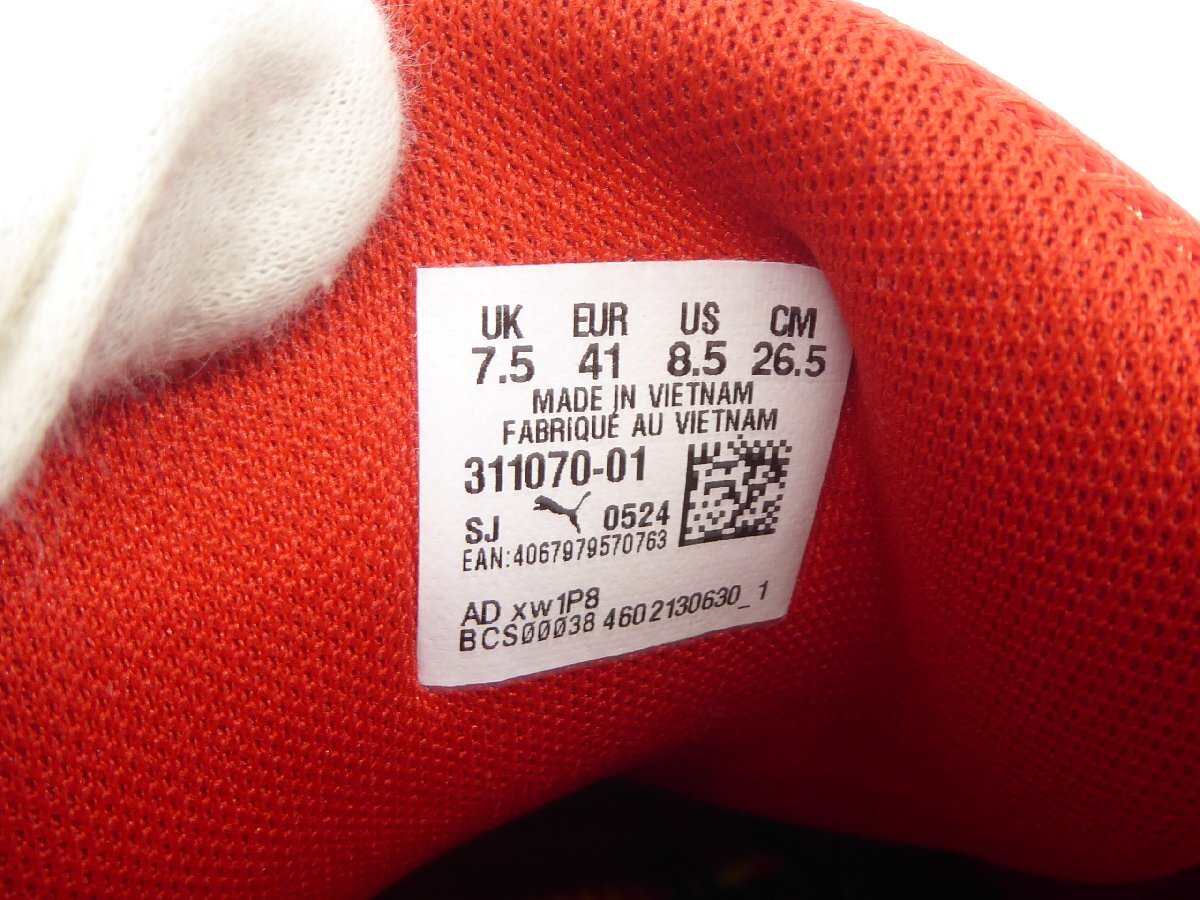 UK EUR US CM
7.5 41 8.5 26.5
MADE IN VIETNAM
FABRIQUÉ AU VIETNAM
311070-01
SJ 0524
EAN:4067979570763
AD xw1P8
BCS00038 4602130630_1